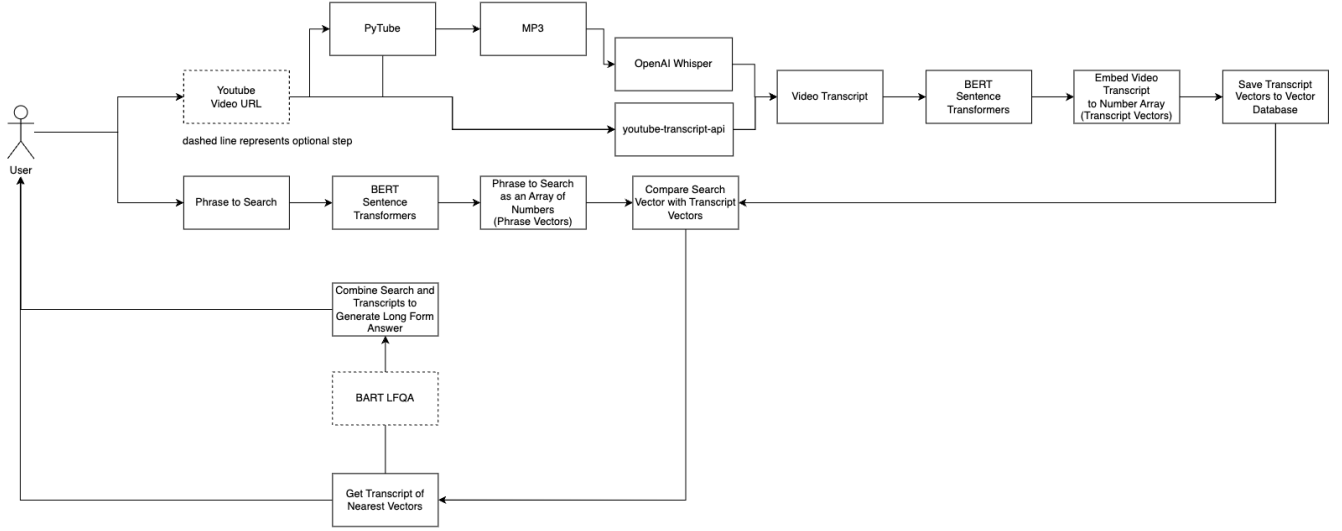 PyTube
MP3
OpenAI Whisper
Youtube
Video URL
Video Transcript
BERT
Sentence
Transformers
Embed Video
Transcript
to Number Array
(Transcript Vectors)
Save Transcript
Vectors to Vector
Database
youtube-transcript-api
dashed line represents optional step
User
Phrase to Search
BERT
Sentence
Transformers
Phrase to Search
as an Array of
Numbers
(Phrase Vectors)
Compare Search
Vector with Transcript
Vectors
Combine Search and
Transcripts to
Generate Long Form
Answer
BART LFQA
Get Transcript of
Nearest Vectors